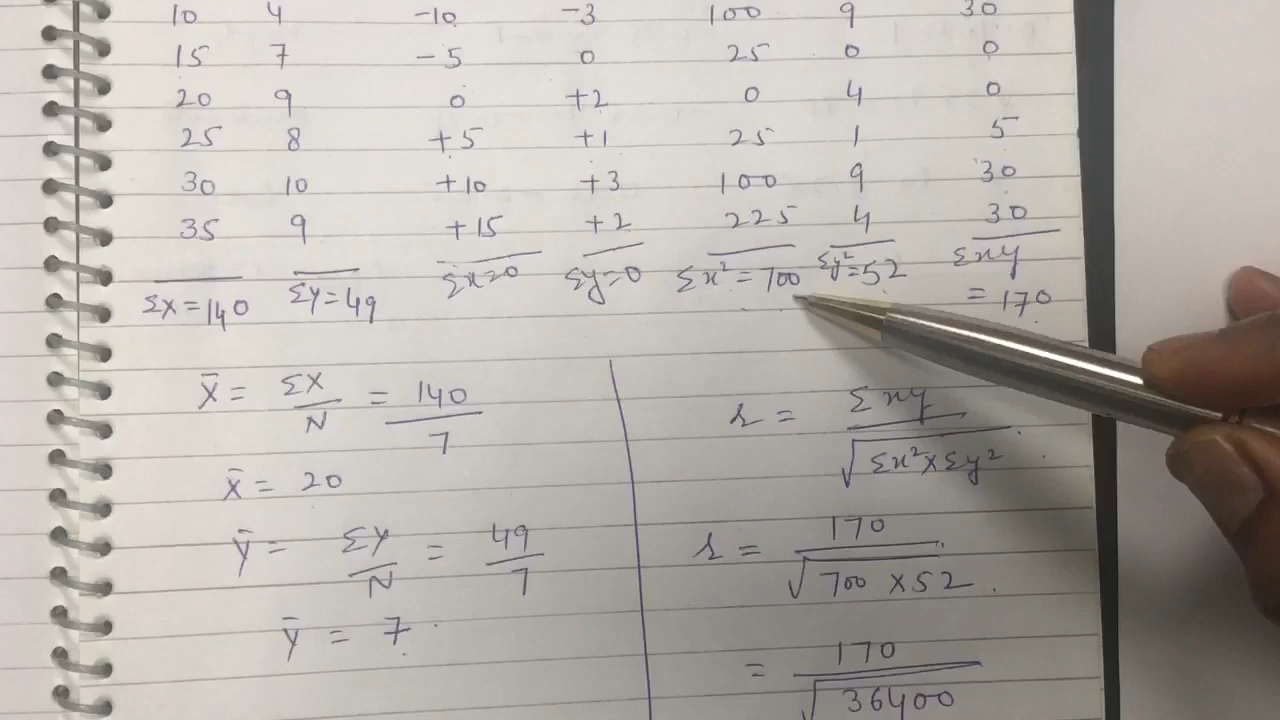 10 4 -10 -3 100 9 30
15 7 -5 0 25 0 0
20 9 0 +2 0 4 0
25 8 +5 +1 25 1 5
30 10 +10 +3 100 9 30
35 9 +15 +2 225 4 30
ΣX=140 ΣY=49 Σx=0 Σy=0 Σx²=700 Σy²=52 Σxy = 170
X̄ = ΣX/N = 140/7
X̄ = 20
Ȳ = ΣY/N = 49/7
Ȳ = 7
r = Σxy/√Σx²×Σy²
r = 170/√700×52
= 170/√36400